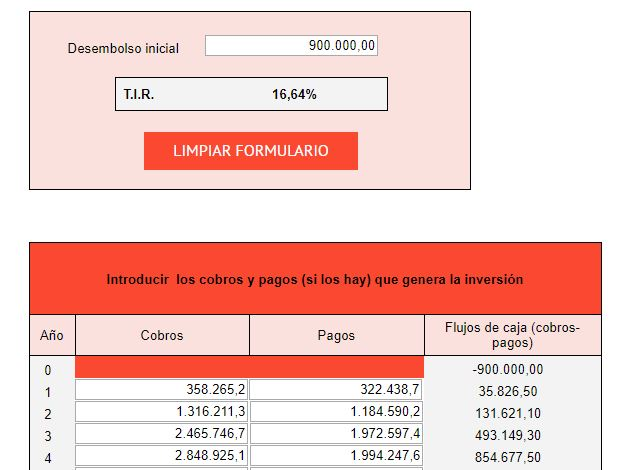 Desembolso inicial 900.000,00
T.I.R. 16,64%
LIMPIAR FORMULARIO
Introducir los cobros y pagos (si los hay) que genera la inversión
Año Cobros Pagos Flujos de caja (cobros-
pagos)
0 -900.000,00
1 358.265,2 322.438,7 35.826,50
2 1.316.211,3 1.184.590,2 131.621,10
3 2.465.746,7 1.972.597,4 493.149,30
4 2.848.925,1 1.994.247,6 854.677,50